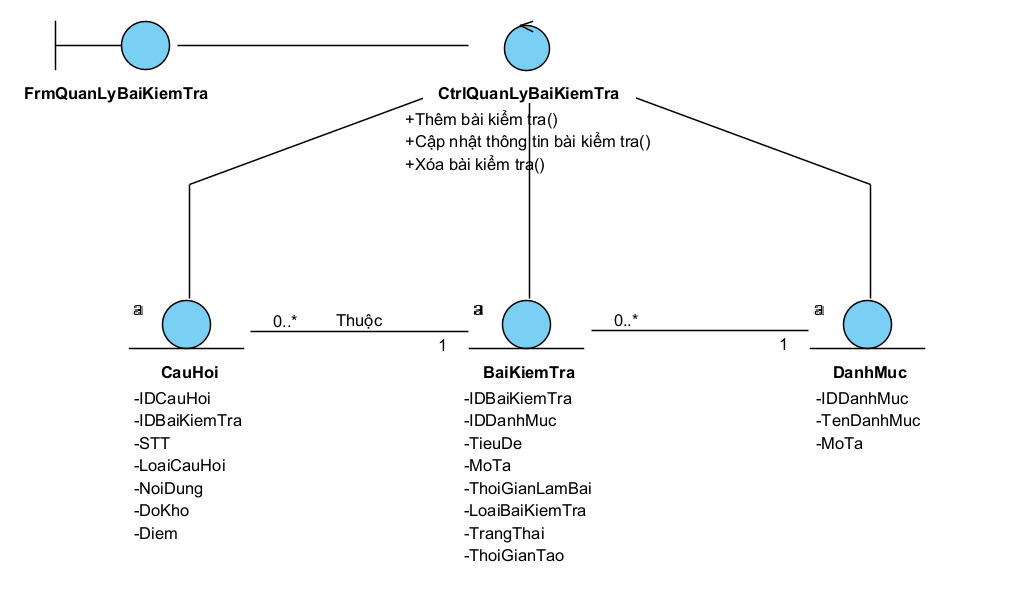 FrmQuanLyBaiKiemTra
CtrlQuanLyBaiKiemTra
+Thêm bài kiểm tra()
+Cập nhật thông tin bài kiểm tra()
+Xóa bài kiểm tra()
a
0..*
Thuộc
1
a
0..*
1
a
CauHoi
-IDCauHoi
-IDBaiKiemTra
-STT
-LoaiCauHoi
-NoiDung
-DoKho
-Diem
BaiKiemTra
-IDBaiKiemTra
-IDDanhMuc
-TieuDe
-MoTa
-ThoiGianLamBai
-LoaiBaiKiemTra
-TrangThai
-ThoiGianTao
DanhMuc
-IDDanhMuc
-TenDanhMuc
-MoTa